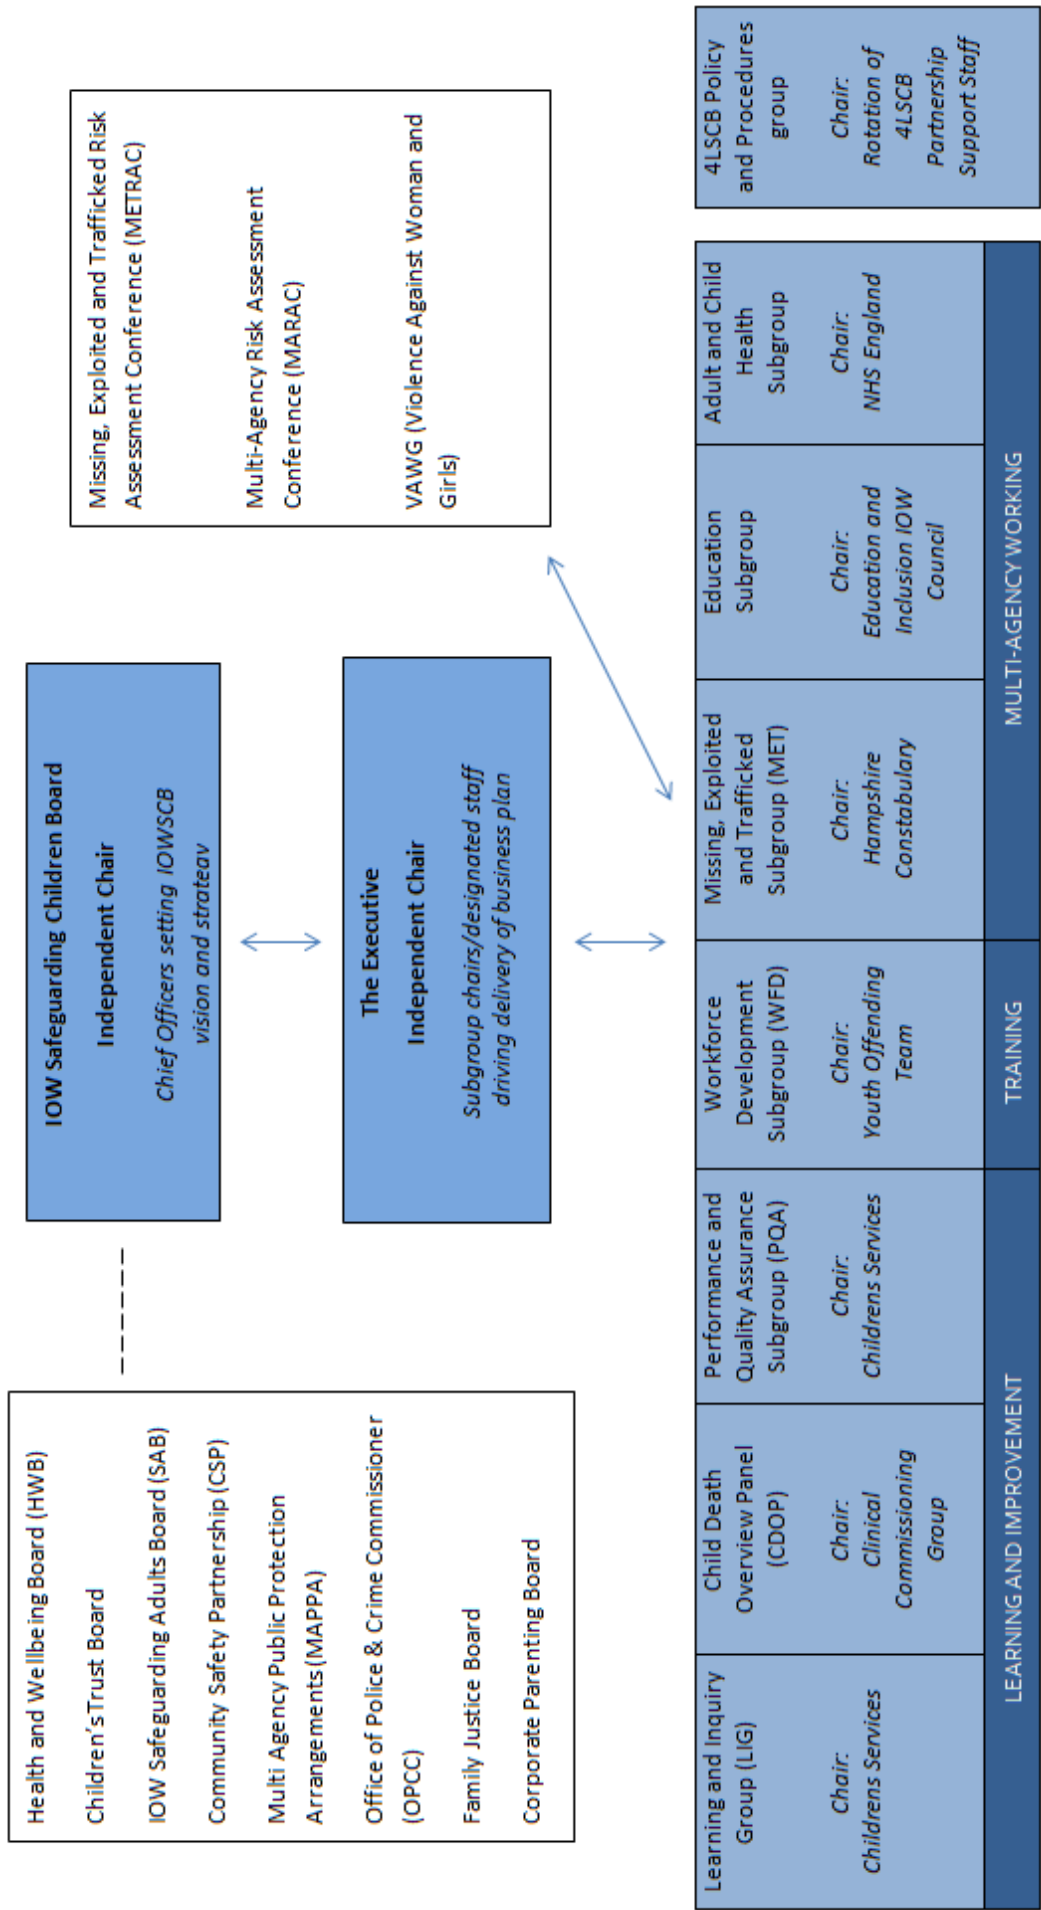 Health and Wellbeing Board (HWB)
Children's Trust Board
IOW Safeguarding Adults Board (SAB)
Community Safety Partnership (CSP)
Multi Agency Public Protection
Arrangements (MAPPA)
Office of Police & Crime Commissioner
(OPCC)
Family Justice Board
Corporate Parenting Board
IOW Safeguarding Children Board
Independent Chair
Chief Officers setting IOWSCB
vision and strateav
The Executive
Independent Chair
Subgroup chairs/designated staff
driving delivery of business plan
Missing, Exploited and Trafficked Risk
Assessment Conference (METRAC)
Multi-Agency Risk Assessment
Conference (MARAC)
VAWG (Violence Against Woman and
Girls)
Learning and Inquiry
Group (LIG)
Chair:
Childrens Services
Child Death
Overview Panel
(CDOP)
Chair:
Clinical
Commissioning
Group
Performance and
Quality Assurance
Subgroup (PQA)
Chair:
Childrens Services
Workforce
Development
Subgroup (WFD)
Chair:
Youth Offending
Team
Missing, Exploited
and Trafficked
Subgroup (MET)
Chair:
Hampshire
Constabulary
Education
Subgroup
Chair:
Education and
Inclusion IOW
Council
Adult and Child
Health
Subgroup
Chair:
NHS England
4LSCB Policy
and Procedures
group
Chair:
Rotation of
4LSCB
Partnership
Support Staff
LEARNING AND IMPROVEMENT
TRAINING
MULTI-AGENCY WORKING